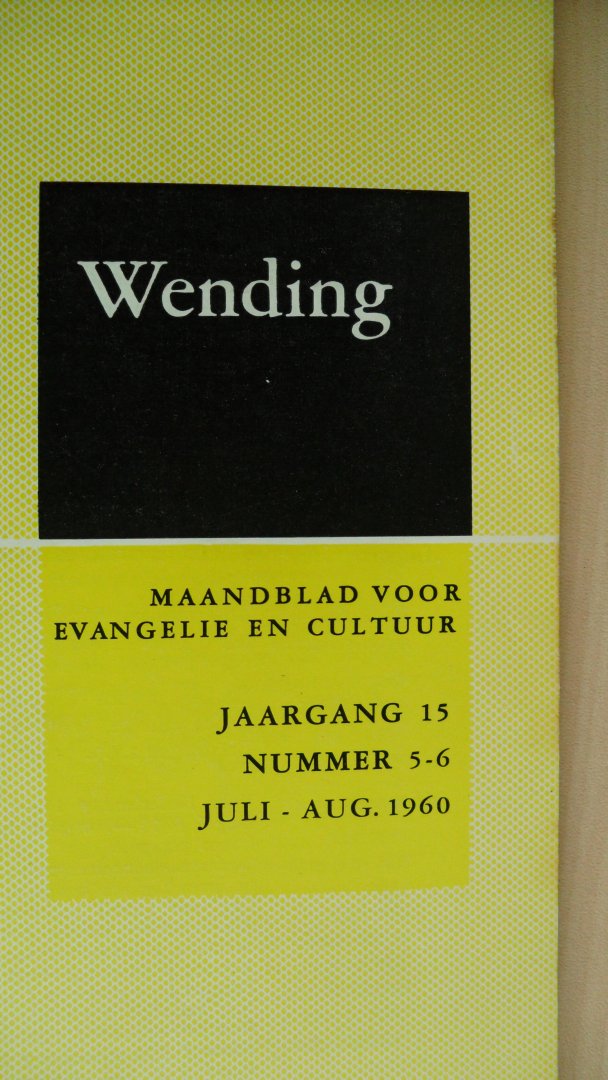 Wending
MAANDBLAD VOOR
EVANGELIE EN CULTUUR
JAARGANG 15
NUMMER 5-6
JULI - AUG. 1960